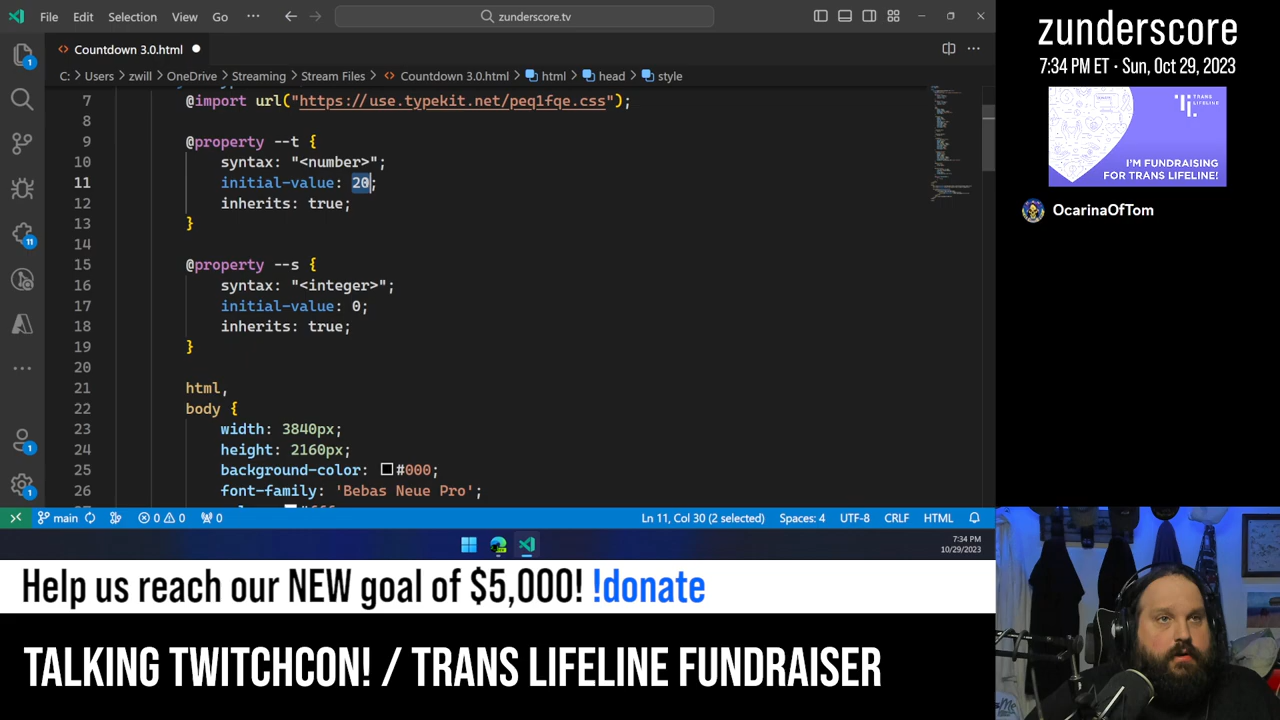 File Edit Selection View Go ··· zunderscore.tv
Countdown 3.0.html
C: > Users > zwill > OneDrive > Streaming > Stream Files > Countdown 3.0.html > html > head > style
7 @import url("https://use.typekit.net/peq1fqe.css");
8
9 @property --t {
10 syntax: "<number>";
11 initial-value: 20;
12 inherits: true;
13 }
14
15 @property --s {
16 syntax: "<integer>";
17 initial-value: 0;
18 inherits: true;
19 }
20
21 html,
22 body {
23 width: 3840px;
24 height: 2160px;
25 background-color: #000;
26 font-family: 'Bebas Neue Pro';
1
11
1
1
main 0 0 0 Ln 11, Col 30 (2 selected) Spaces: 4 UTF-8 CRLF HTML
7:34 PM
10/29/2023
Help us reach our NEW goal of $5,000! !donate
TALKING TWITCHCON! / TRANS LIFELINE FUNDRAISER
zunderscore
7:34 PM ET • Sun, Oct 29, 2023
TRANS
LIFELINE
I'M FUNDRAISING
FOR TRANS LIFELINE!
OcarinaOfTom